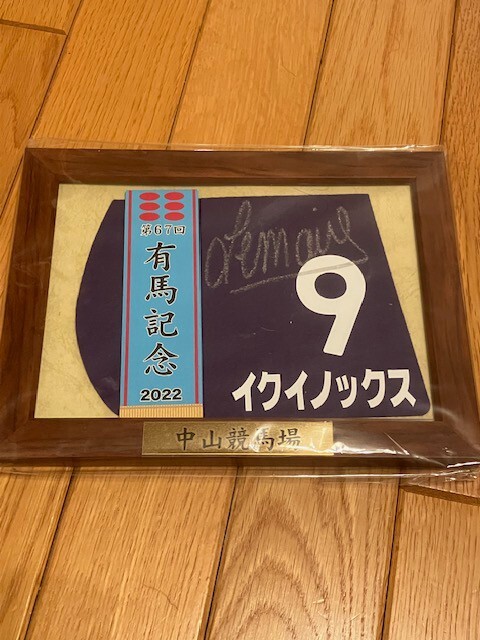 第67回
有馬記念
2022
Lemaire
9
イクイノックス
中山競馬場